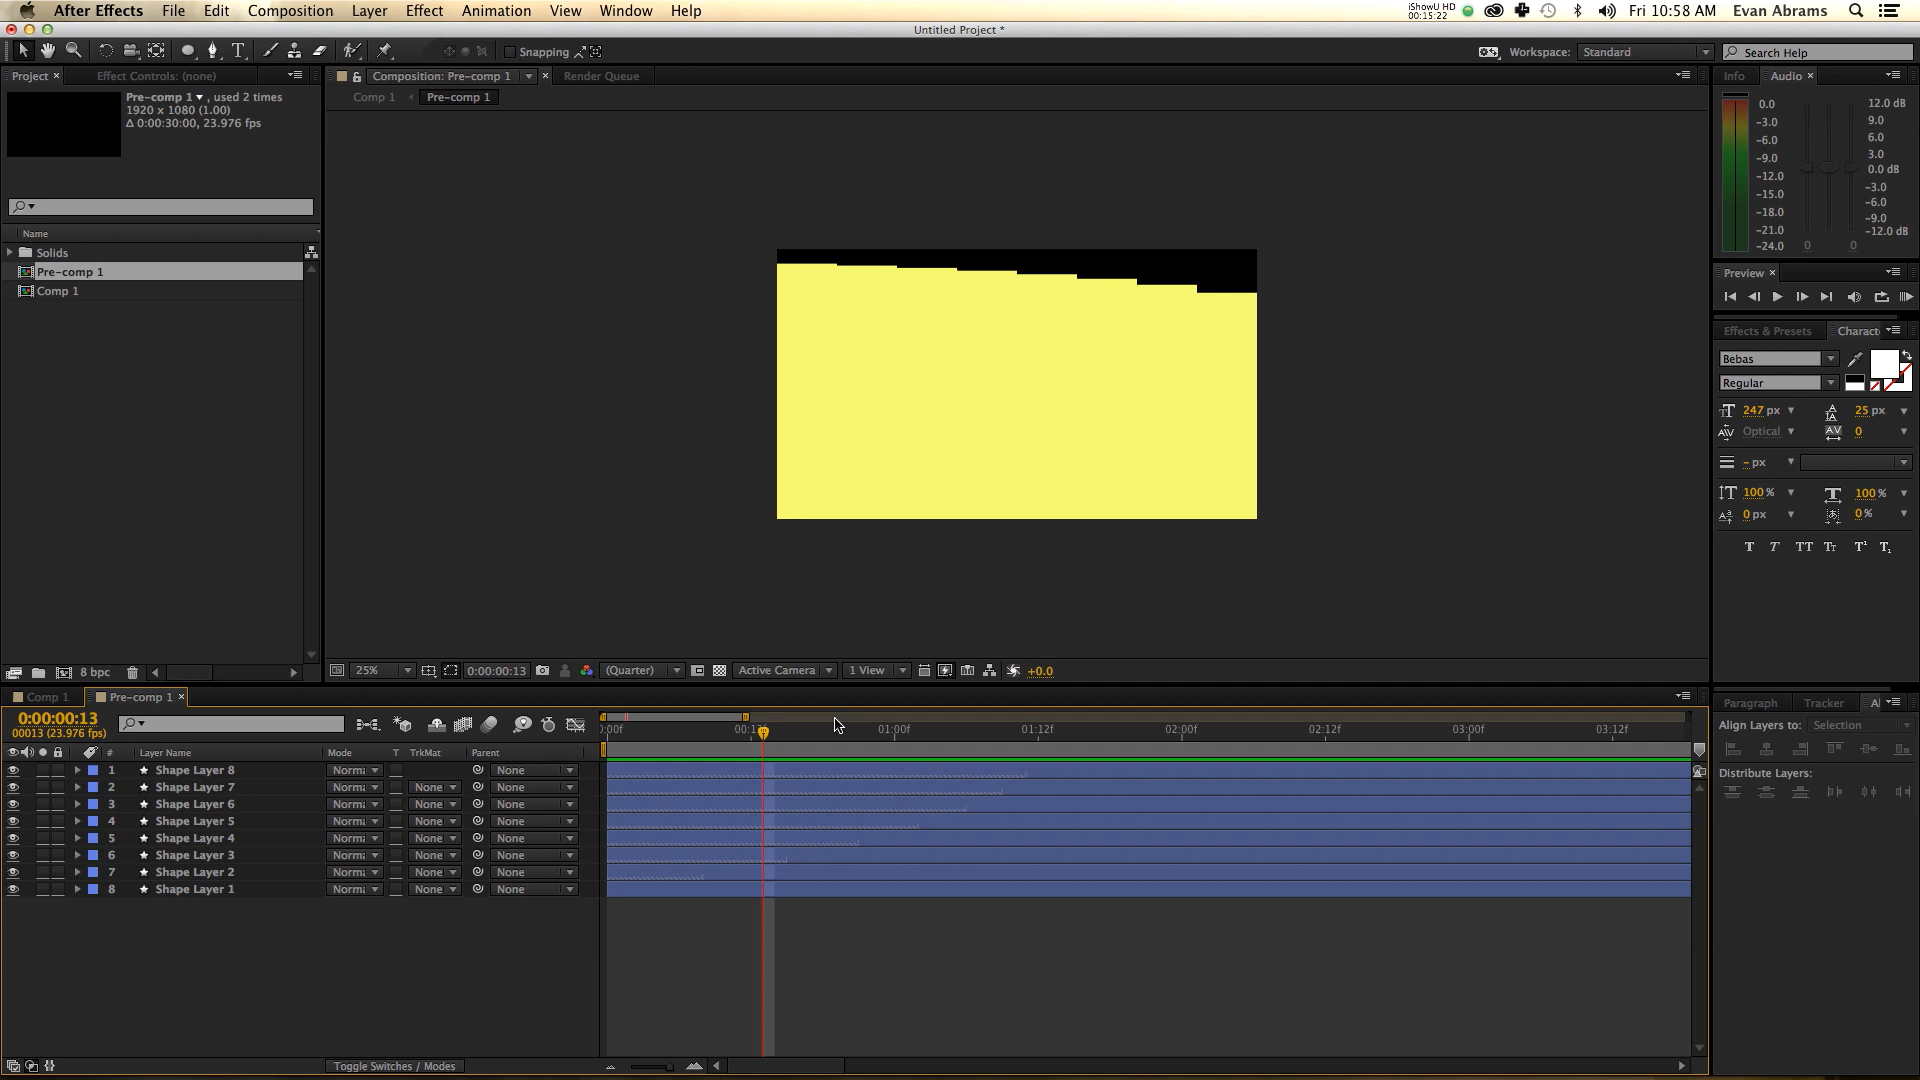 After Effects File Edit Composition Layer Effect Animation View Window Help
iShowU HD
00:15:22
Fri 10:58 AM Evan Abrams
Untitled Project *
Snapping
Workspace: Standard
Search Help
Project × Effect Controls: (none)
Composition: Pre-comp 1 × Render Queue
Info Audio ×
Comp 1 Pre-comp 1
Pre-comp 1 , used 2 times
1920 x 1080 (1.00)
Δ 0:00:30:00, 23.976 fps
0.0
-3.0
-6.0
-9.0
-12.0
-15.0
-18.0
-21.0
-24.0
0 0
12.0 dB
9.0
6.0
3.0
0.0 dB
-3.0
-6.0
-9.0
-12.0 dB
Name
Solids
Pre-comp 1
Comp 1
Preview ×
Effects & Presets Charact
Bebas
Regular
247 px 25 px
Optical 0
- px
100 % 100 %
0 px 0 %
T T TT Tt T¹ T₁
8 bpc
25% 0:00:00:13 (Quarter) Active Camera 1 View +0.0
Comp 1 Pre-comp 1 ×
Paragraph Tracker A
0:00:00:13
00013 (23.976 fps)
Align Layers to: Selection
Distribute Layers:
:00f 00:12f 01:00f 01:12f 02:00f 02:12f 03:00f 03:12f
# Layer Name Mode T TrkMat Parent
1 Shape Layer 8 Norma None
2 Shape Layer 7 Norma None None
3 Shape Layer 6 Norma None None
4 Shape Layer 5 Norma None None
5 Shape Layer 4 Norma None None
6 Shape Layer 3 Norma None None
7 Shape Layer 2 Norma None None
8 Shape Layer 1 Norma None None
Toggle Switches / Modes